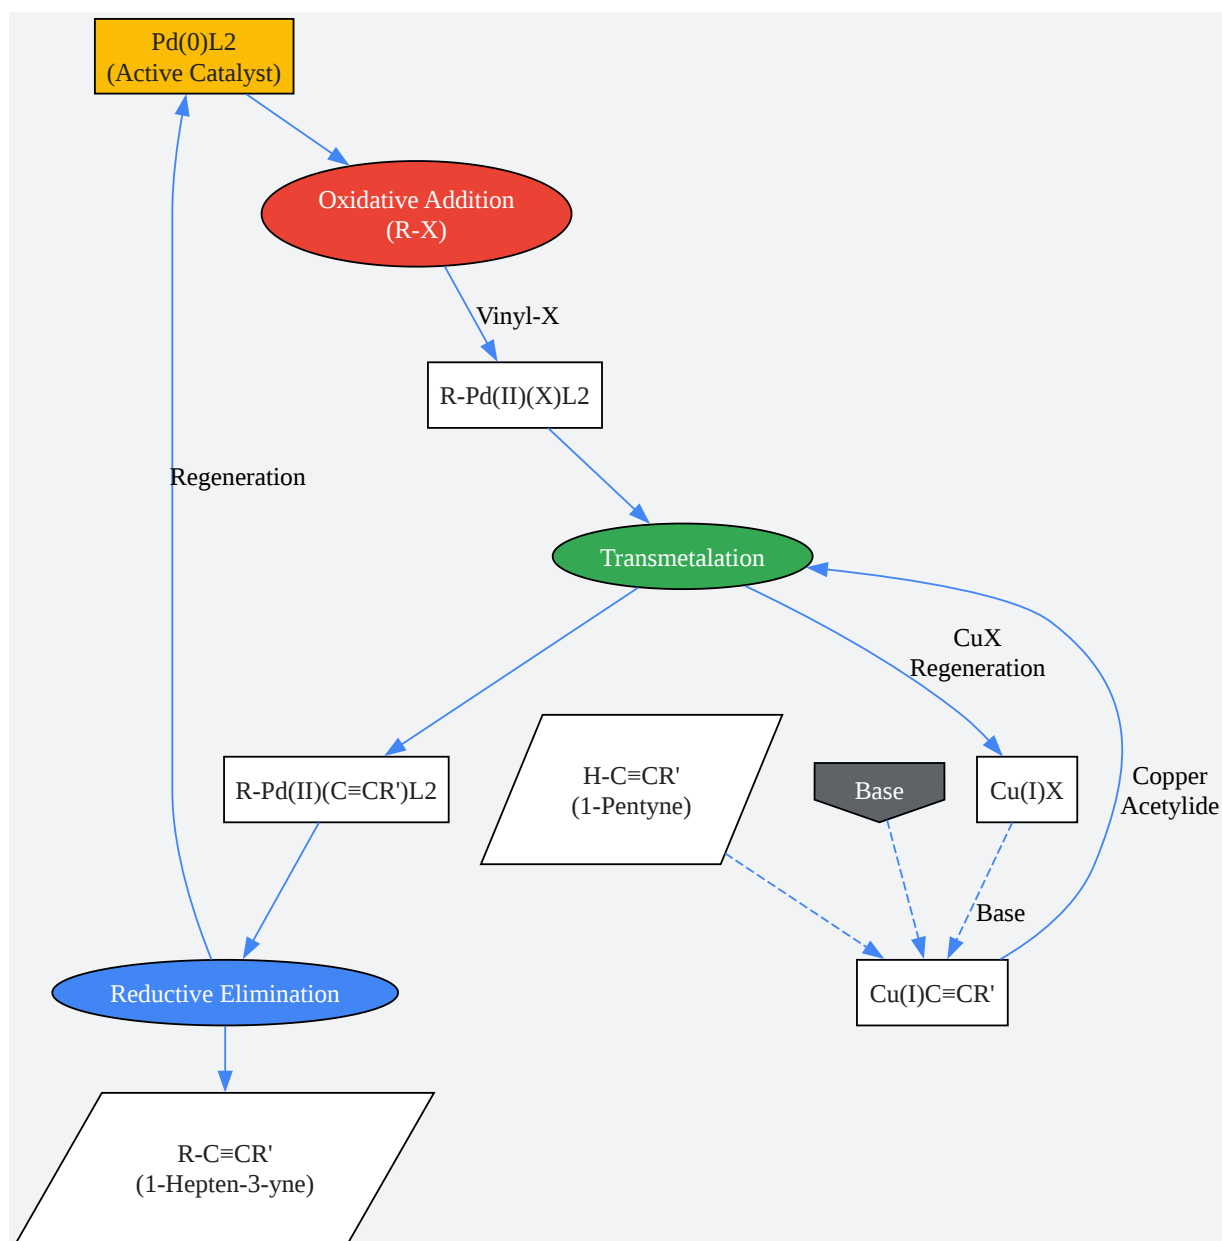 Pd(0)L2
(Active Catalyst)
Oxidative Addition
(R-X)
Vinyl-X
R-Pd(II)(X)L2
Regeneration
Transmetalation
CuX
Regeneration
R-Pd(II)(C≡CR')L2
H-C≡CR'
(1-Pentyne)
Base
Cu(I)X
Copper
Acetylide
Base
Reductive Elimination
Cu(I)C≡CR'
R-C≡CR'
(1-Hepten-3-yne)